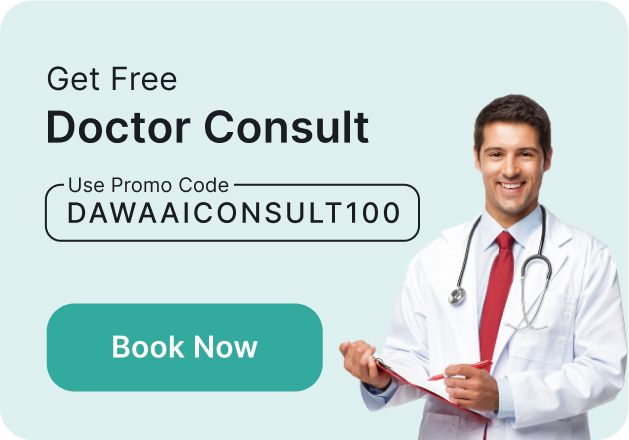 Get Free
Doctor Consult
Use Promo Code
DAWAAICONSULT100
Book Now